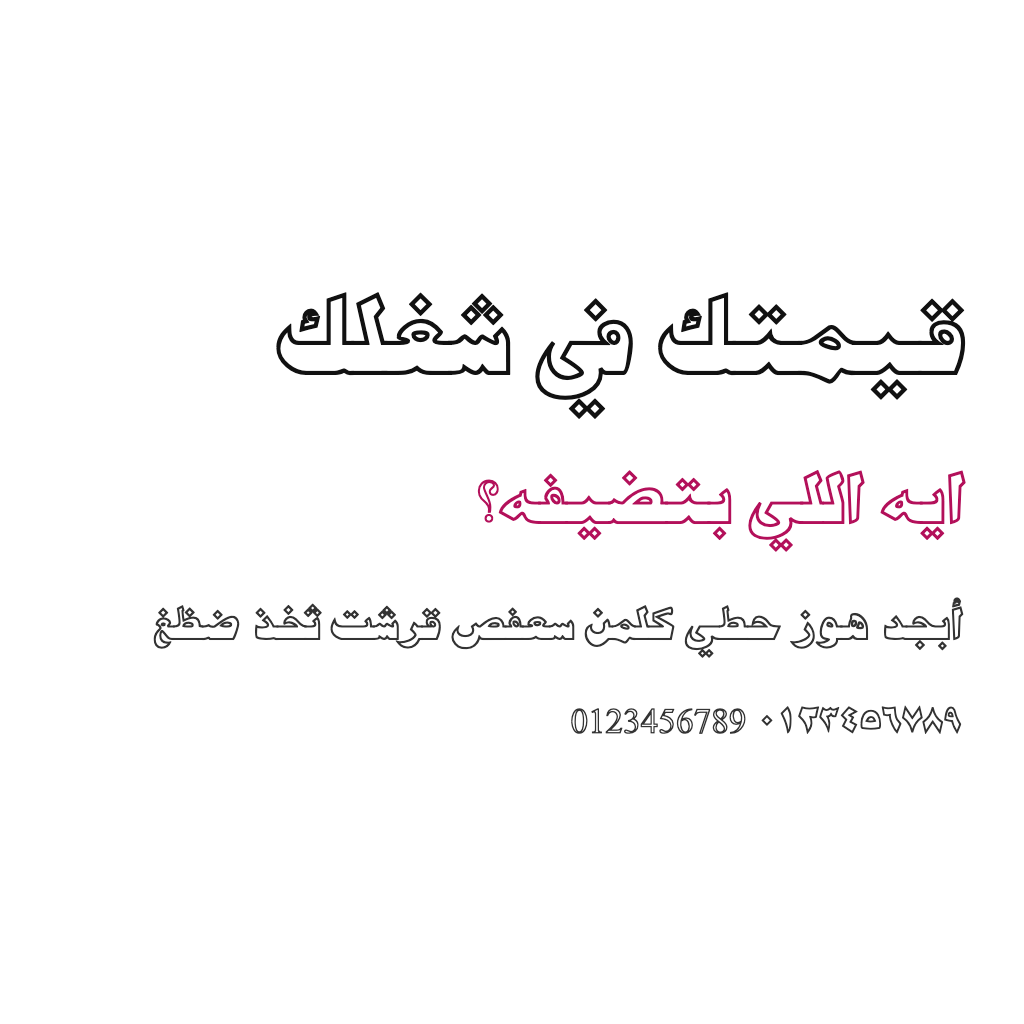 قيمتك في شغلك
ايه اللي بتضيفه؟
أبجد هوز حطي كلمن سعفص قرشت ثخذ ضظغ
0123456789 ٠١٢٣٤٥٦٧٨٩